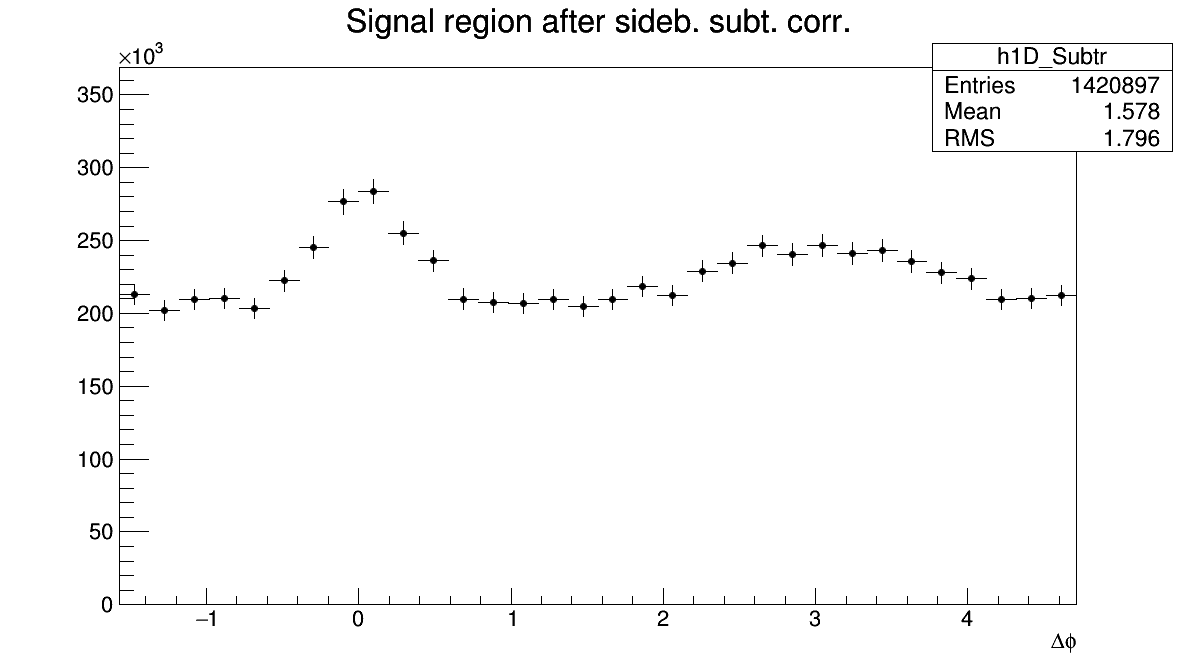 Signal region after sideb. subt. corr.
×10³
h1D_Subtr
Entries 1420897
Mean 1.578
RMS 1.796
350
300
250
200
150
100
50
0
−1 0 1 2 3 4
Δϕ